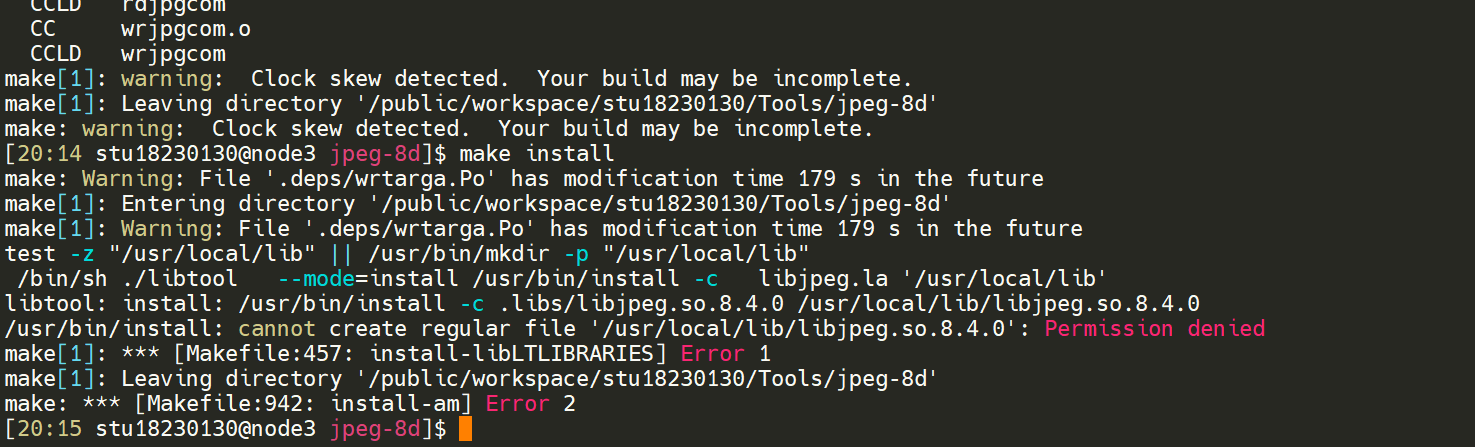 CCLD rdjpgcom
CC wrjpgcom.o
CCLD wrjpgcom
make[1]: warning:  Clock skew detected.  Your build may be incomplete.
make[1]: Leaving directory '/public/workspace/stu18230130/Tools/jpeg-8d'
make: warning:  Clock skew detected.  Your build may be incomplete.
[20:14 stu18230130@node3 jpeg-8d]$ make install
make: Warning: File '.deps/wrtarga.Po' has modification time 179 s in the future
make[1]: Entering directory '/public/workspace/stu18230130/Tools/jpeg-8d'
make[1]: Warning: File '.deps/wrtarga.Po' has modification time 179 s in the future
test -z "/usr/local/lib" || /usr/bin/mkdir -p "/usr/local/lib"
 /bin/sh ./libtool   --mode=install /usr/bin/install -c   libjpeg.la '/usr/local/lib'
libtool: install: /usr/bin/install -c .libs/libjpeg.so.8.4.0 /usr/local/lib/libjpeg.so.8.4.0
/usr/bin/install: cannot create regular file '/usr/local/lib/libjpeg.so.8.4.0': Permission denied
make[1]: *** [Makefile:457: install-libLTLIBRARIES] Error 1
make[1]: Leaving directory '/public/workspace/stu18230130/Tools/jpeg-8d'
make: *** [Makefile:942: install-am] Error 2
[20:15 stu18230130@node3 jpeg-8d]$